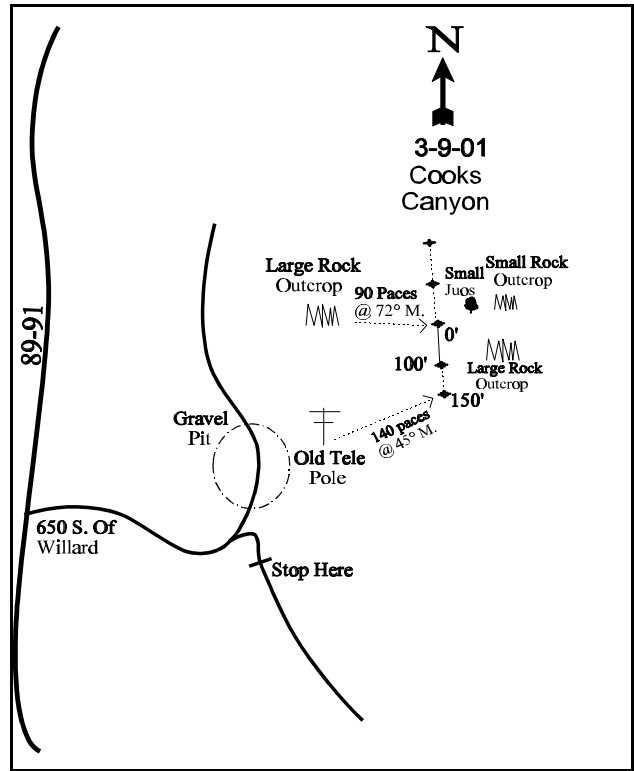 N
3-9-01
Cooks
Canyon
Large Rock
Outcrop
90 Paces
@ 72° M.
Small
Juos
Small Rock
Outcrop
0'
100'
Large Rock
Outcrop
150'
140 paces
@ 45° M.
89-91
Gravel
Pit
Old Tele
Pole
650 S. Of
Willard
Stop Here